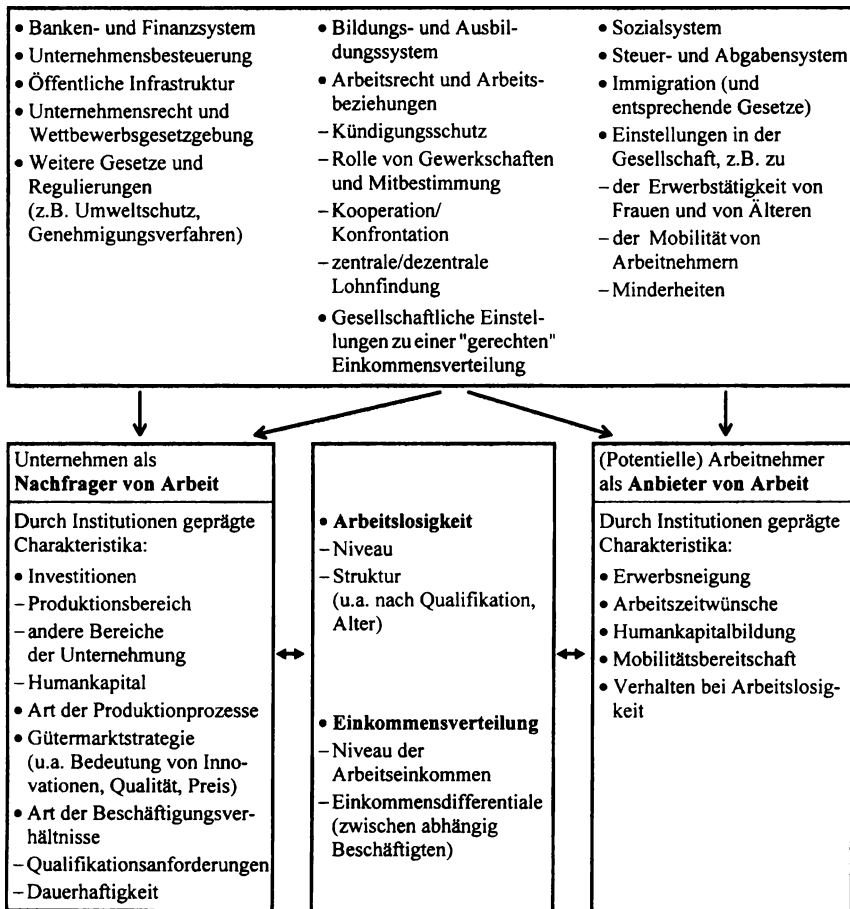 • Banken- und Finanzsystem
• Unternehmensbesteuerung
• Öffentliche Infrastruktur
• Unternehmensrecht und
Wettbewerbsgesetzgebung
• Weitere Gesetze und
Regulierungen
(z.B. Umweltschutz,
Genehmigungsverfahren)
• Bildungs- und Ausbil-
dungssystem
• Arbeitsrecht und Arbeits-
beziehungen
– Kündigungsschutz
– Rolle von Gewerkschaften
und Mitbestimmung
– Kooperation/
Konfrontation
– zentrale/dezentrale
Lohnfindung
• Gesellschaftliche Einstel-
lungen zu einer "gerechten"
Einkommensverteilung
• Sozialsystem
• Steuer- und Abgabensystem
• Immigration (und
entsprechende Gesetze)
• Einstellungen in der
Gesellschaft, z.B. zu
– der Erwerbstätigkeit von
Frauen und von Älteren
– der Mobilität von
Arbeitnehmern
– Minderheiten
Unternehmen als
Nachfrager von Arbeit
Durch Institutionen geprägte
Charakteristika:
• Investitionen
– Produktionsbereich
– andere Bereiche
der Unternehmung
– Humankapital
• Art der Produktionprozesse
• Gütermarktstrategie
(u.a. Bedeutung von Inno-
vationen, Qualität, Preis)
• Art der Beschäftigungsver-
hältnisse
– Qualifikationsanforderungen
– Dauerhaftigkeit
• Arbeitslosigkeit
– Niveau
– Struktur
(u.a. nach Qualifikation,
Alter)
• Einkommensverteilung
– Niveau der
Arbeitseinkommen
– Einkommensdifferentiale
(zwischen abhängig
Beschäftigten)
(Potentielle) Arbeitnehmer
als Anbieter von Arbeit
Durch Institutionen geprägte
Charakteristika:
• Erwerbsneigung
• Arbeitszeitwünsche
• Humankapitalbildung
• Mobilitätsbereitschaft
• Verhalten bei Arbeitslosig-
keit